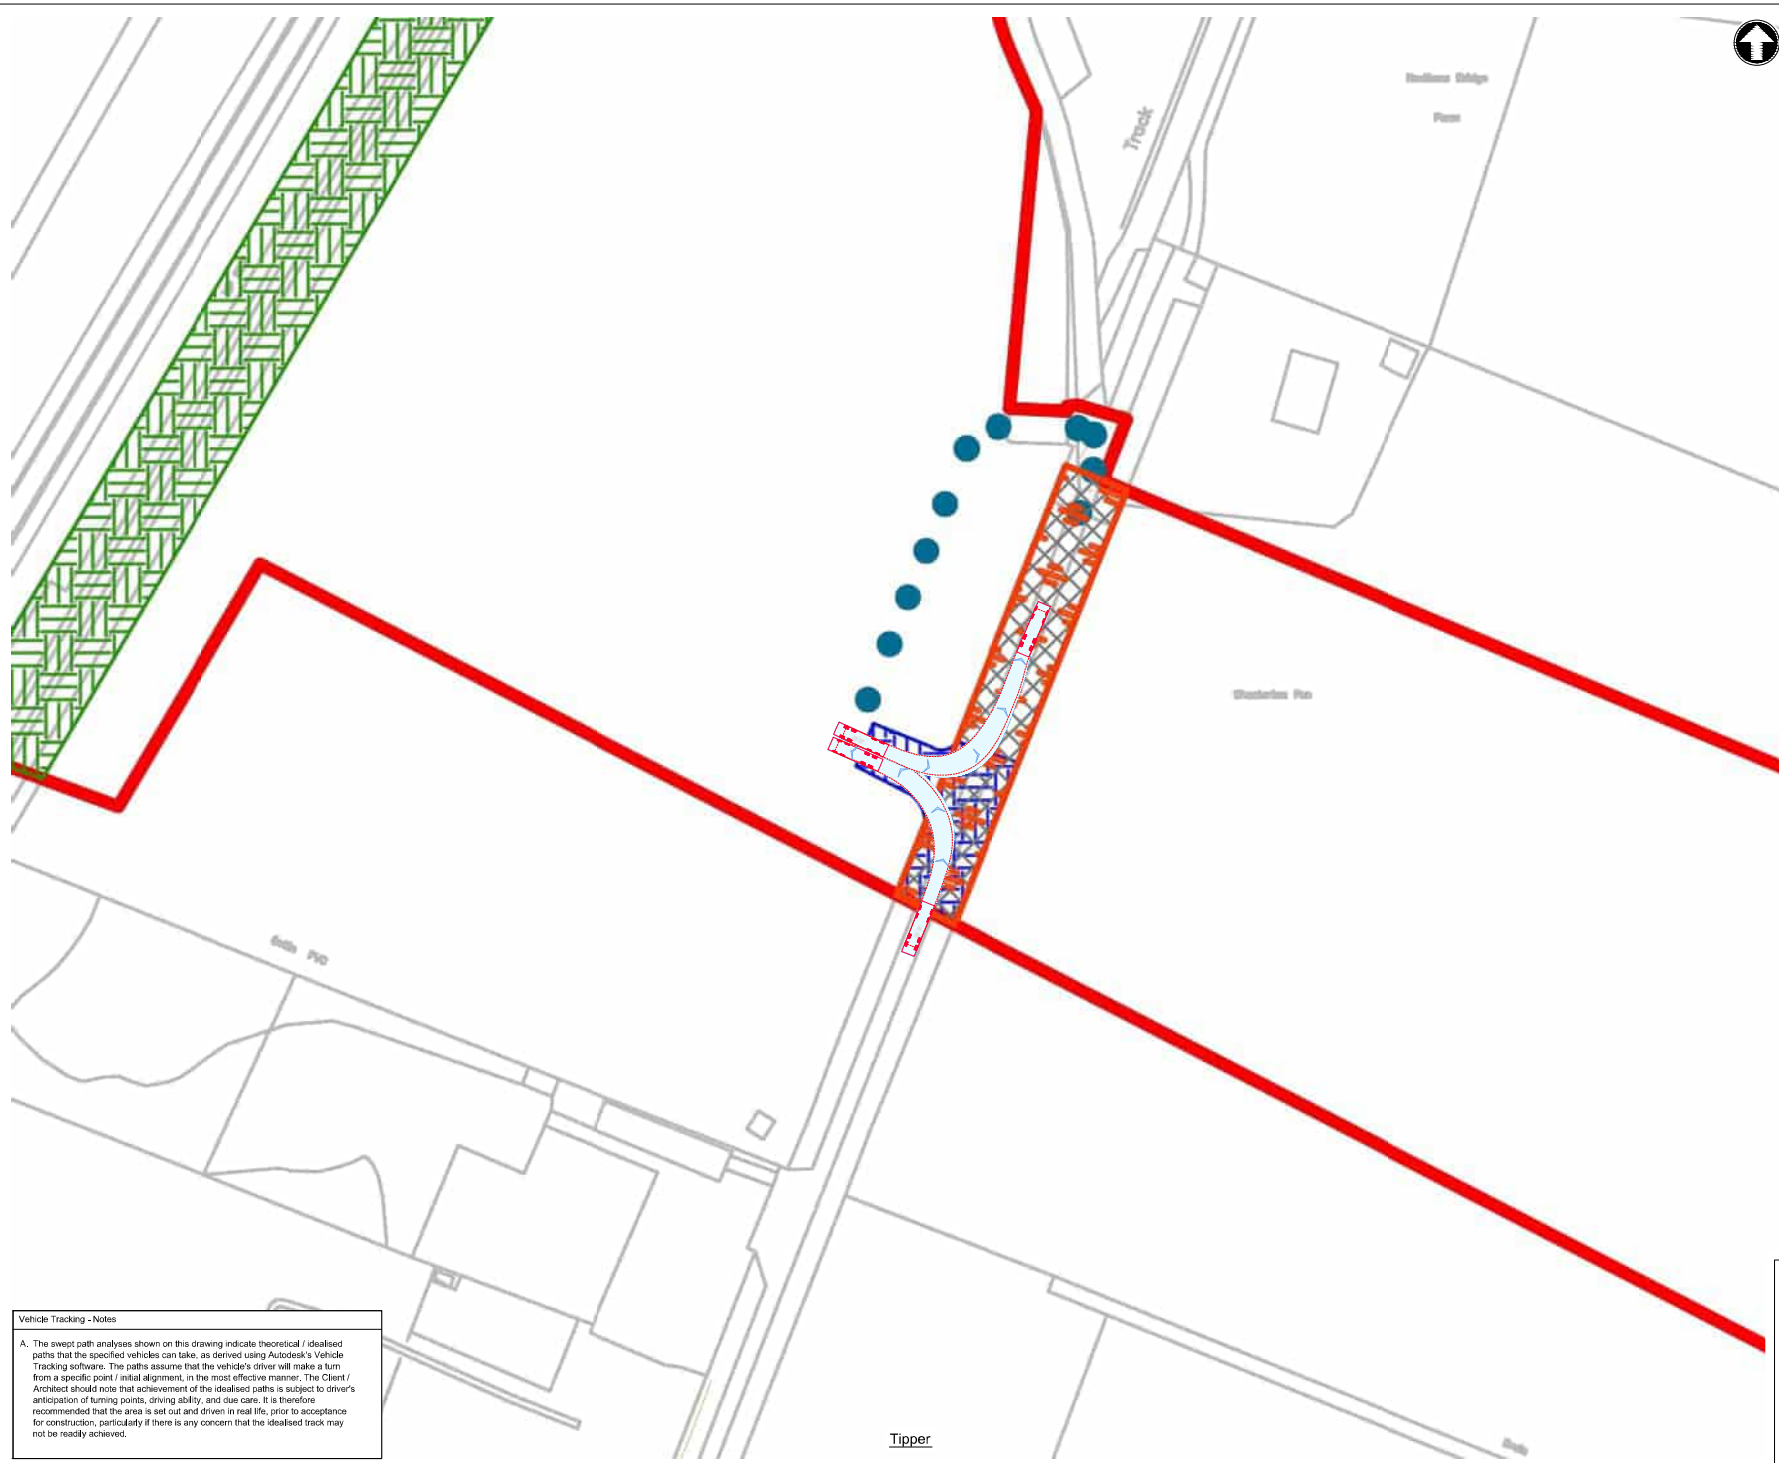 Track
Farm
Vehicle Tracking - Notes
A. The swept path analyses shown on this drawing indicate theoretical / idealised
paths that the specified vehicles can take, as derived using Autodesk's Vehicle
Tracking software. The paths assume that the vehicle's driver will make a turn
from a specific point / initial alignment, in the most effective manner. The Client /
Architect should note that achievement of the idealised paths is subject to driver's
anticipation of turning points, driving ability, and due care. It is therefore
recommended that the area is set out and driven in real life, prior to acceptance
for construction, particularly if there is any concern that the idealised track may
not be readily achieved.
Tipper
Drain